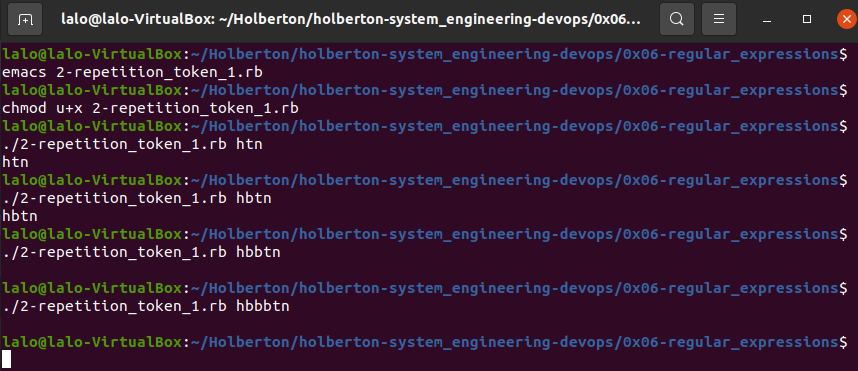 lalo@lalo-VirtualBox: ~/Holberton/holberton-system_engineering-devops/0x06...
lalo@lalo-VirtualBox:~/Holberton/holberton-system_engineering-devops/0x06-regular_expressions$
emacs 2-repetition_token_1.rb
lalo@lalo-VirtualBox:~/Holberton/holberton-system_engineering-devops/0x06-regular_expressions$
chmod u+x 2-repetition_token_1.rb
lalo@lalo-VirtualBox:~/Holberton/holberton-system_engineering-devops/0x06-regular_expressions$
./2-repetition_token_1.rb htn
htn
lalo@lalo-VirtualBox:~/Holberton/holberton-system_engineering-devops/0x06-regular_expressions$
./2-repetition_token_1.rb hbtn
hbtn
lalo@lalo-VirtualBox:~/Holberton/holberton-system_engineering-devops/0x06-regular_expressions$
./2-repetition_token_1.rb hbbtn
lalo@lalo-VirtualBox:~/Holberton/holberton-system_engineering-devops/0x06-regular_expressions$
./2-repetition_token_1.rb hbbbtn
lalo@lalo-VirtualBox:~/Holberton/holberton-system_engineering-devops/0x06-regular_expressions$